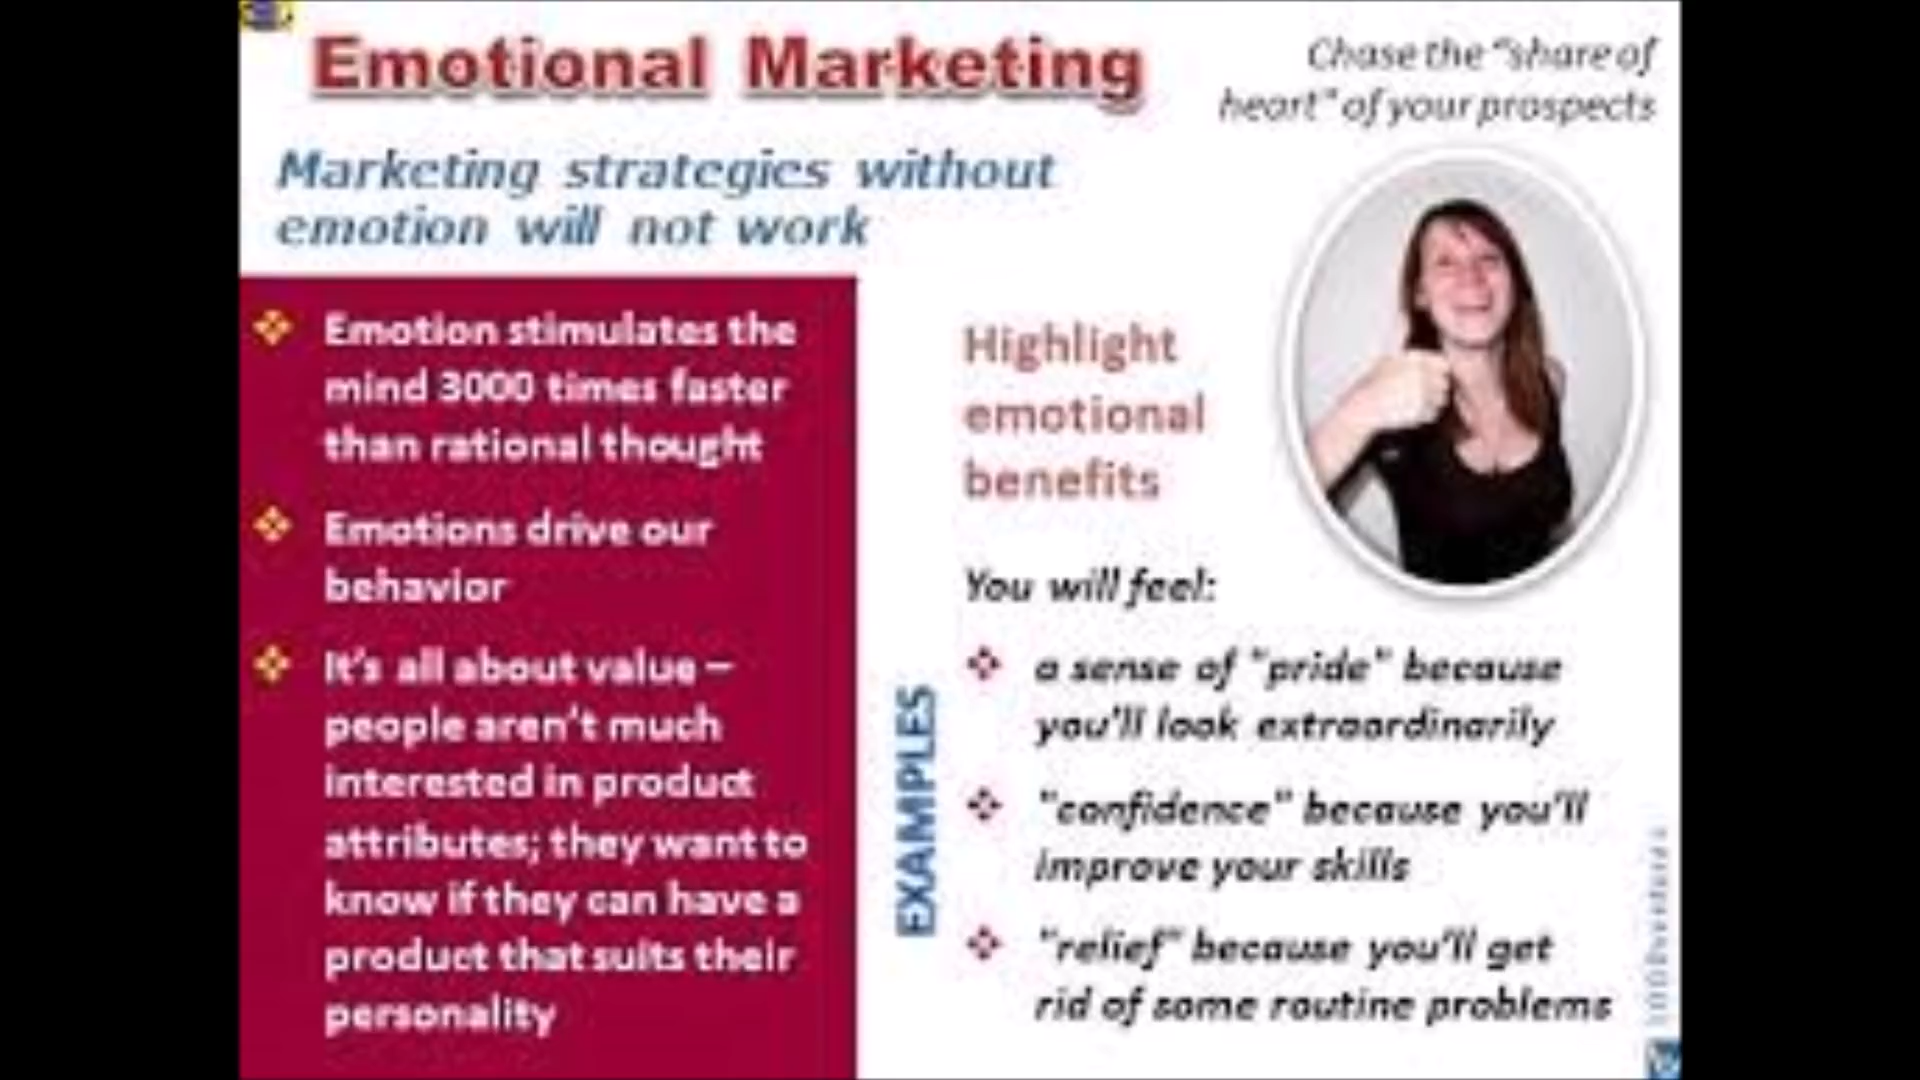 Emotional Marketing
Chase the "share of
heart" of your prospects
Marketing strategies without
emotion will not work
Emotion stimulates the
mind 3000 times faster
than rational thought
Emotions drive our
behavior
It's all about value –
people aren't much
interested in product
attributes; they want to
know if they can have a
product that suits their
personality
Highlight
emotional
benefits
You will feel:
EXAMPLES
a sense of "pride" because
you'll look extraordinarily
"confidence" because you'll
improve your skills
"relief" because you'll get
rid of some routine problems